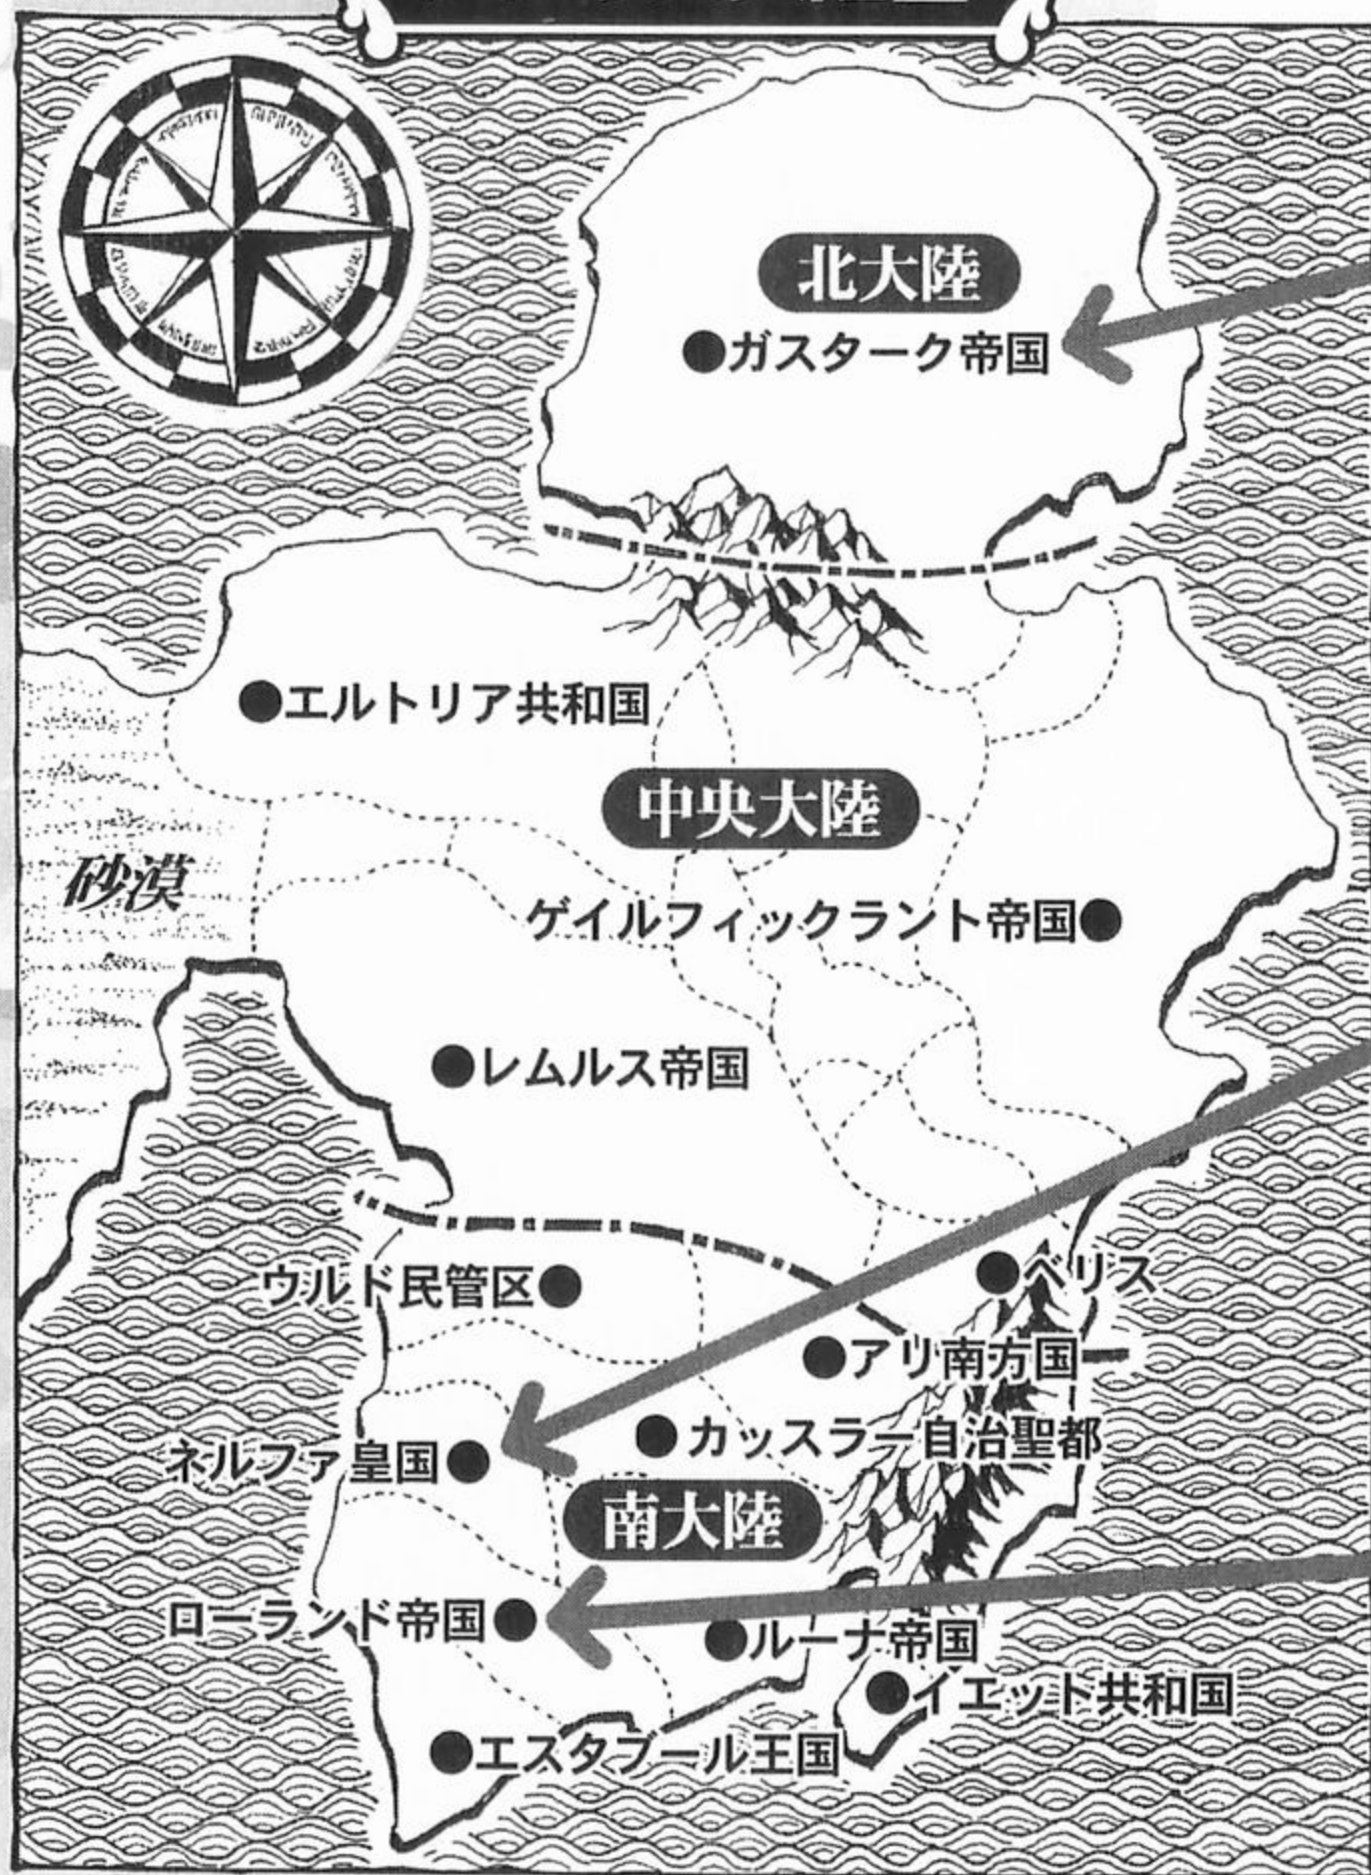 北大陸
●ガスターク帝国
●エルトリア共和国
中央大陸
砂漠
ゲイルフィックラント帝国●
●レムルス帝国
ウルド民管区●
●ベリス
●アリ南方国
●カッスラー自治聖都
ネルファ皇国●
南大陸
ローランド帝国●
●ルーナ帝国
●イエット共和国
●エスタブール王国